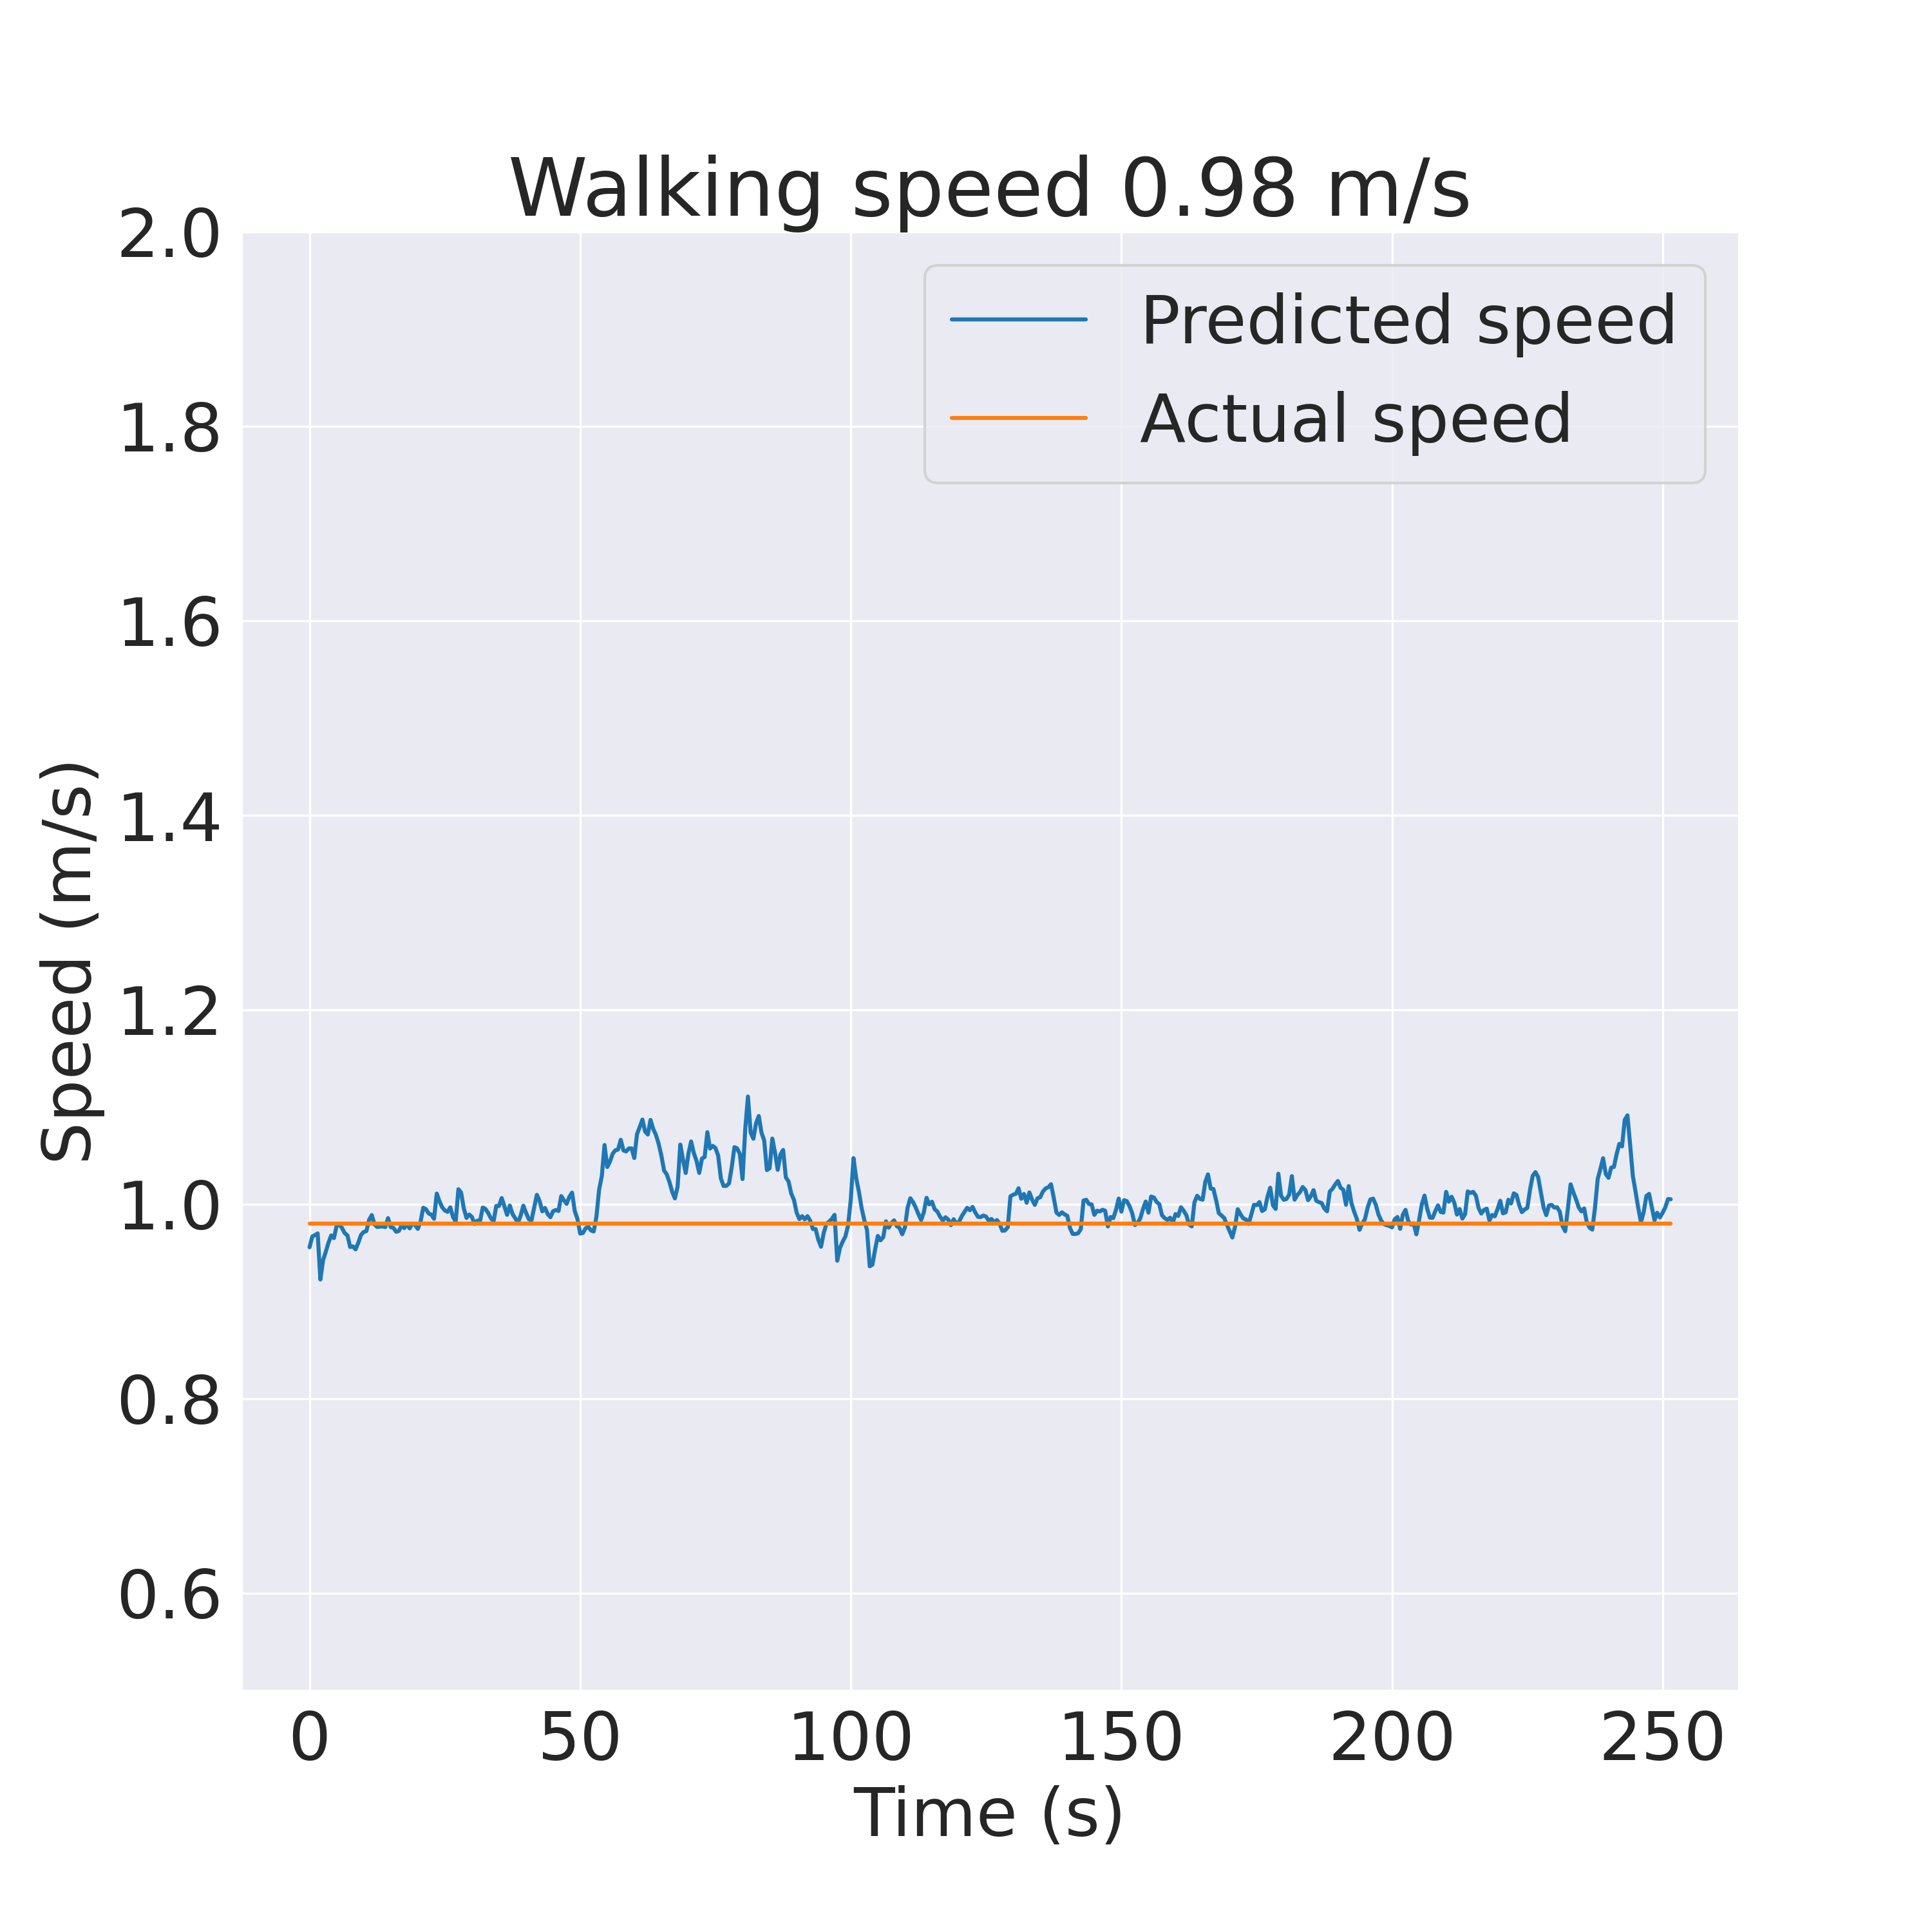 Walking speed 0.98 m/s
Predicted speed
Actual speed
2.0
1.8
1.6
1.4
1.2
1.0
0.8
0.6
Speed (m/s)
0 50 100 150 200 250
Time (s)